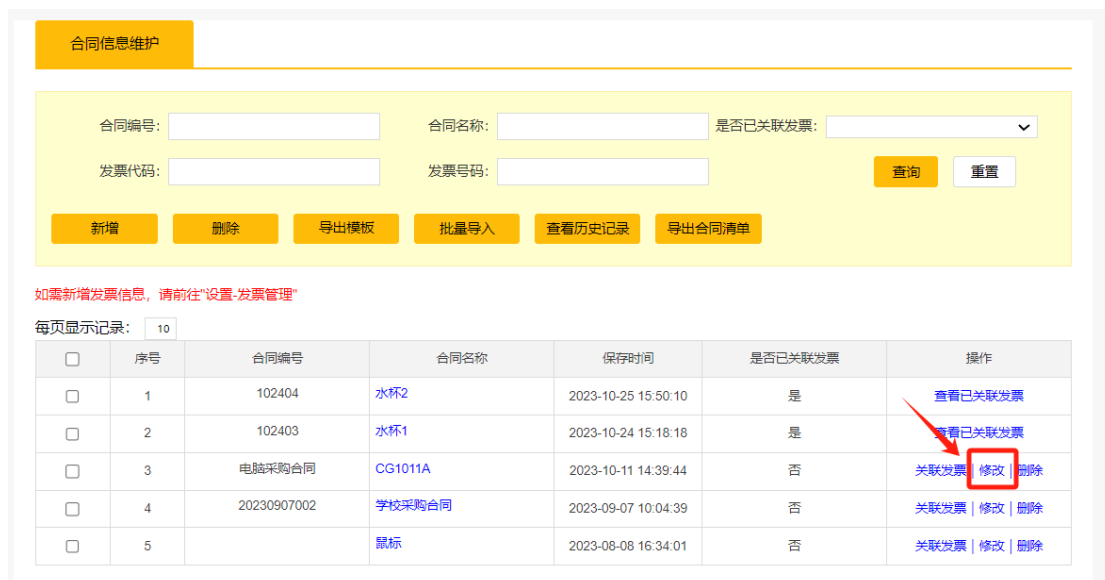 合同信息维护
合同编号: 合同名称: 是否已关联发票:
发票代码: 发票号码: 查询 重置
新增 删除 导出模板 批量导入 查看历史记录 导出合同清单
如需新增发票信息，请前往"设置-发票管理"
每页显示记录： 10
序号 合同编号 合同名称 保存时间 是否已关联发票 操作
1 102404 水杯2 2023-10-25 15:50:10 是 查看已关联发票
2 102403 水杯1 2023-10-24 15:18:18 是 查看已关联发票
3 电脑采购合同 CG1011A 2023-10-11 14:39:44 否 关联发票 | 修改 | 删除
4 20230907002 学校采购合同 2023-09-07 10:04:39 否 关联发票 | 修改 | 删除
5 鼠标 2023-08-08 16:34:01 否 关联发票 | 修改 | 删除